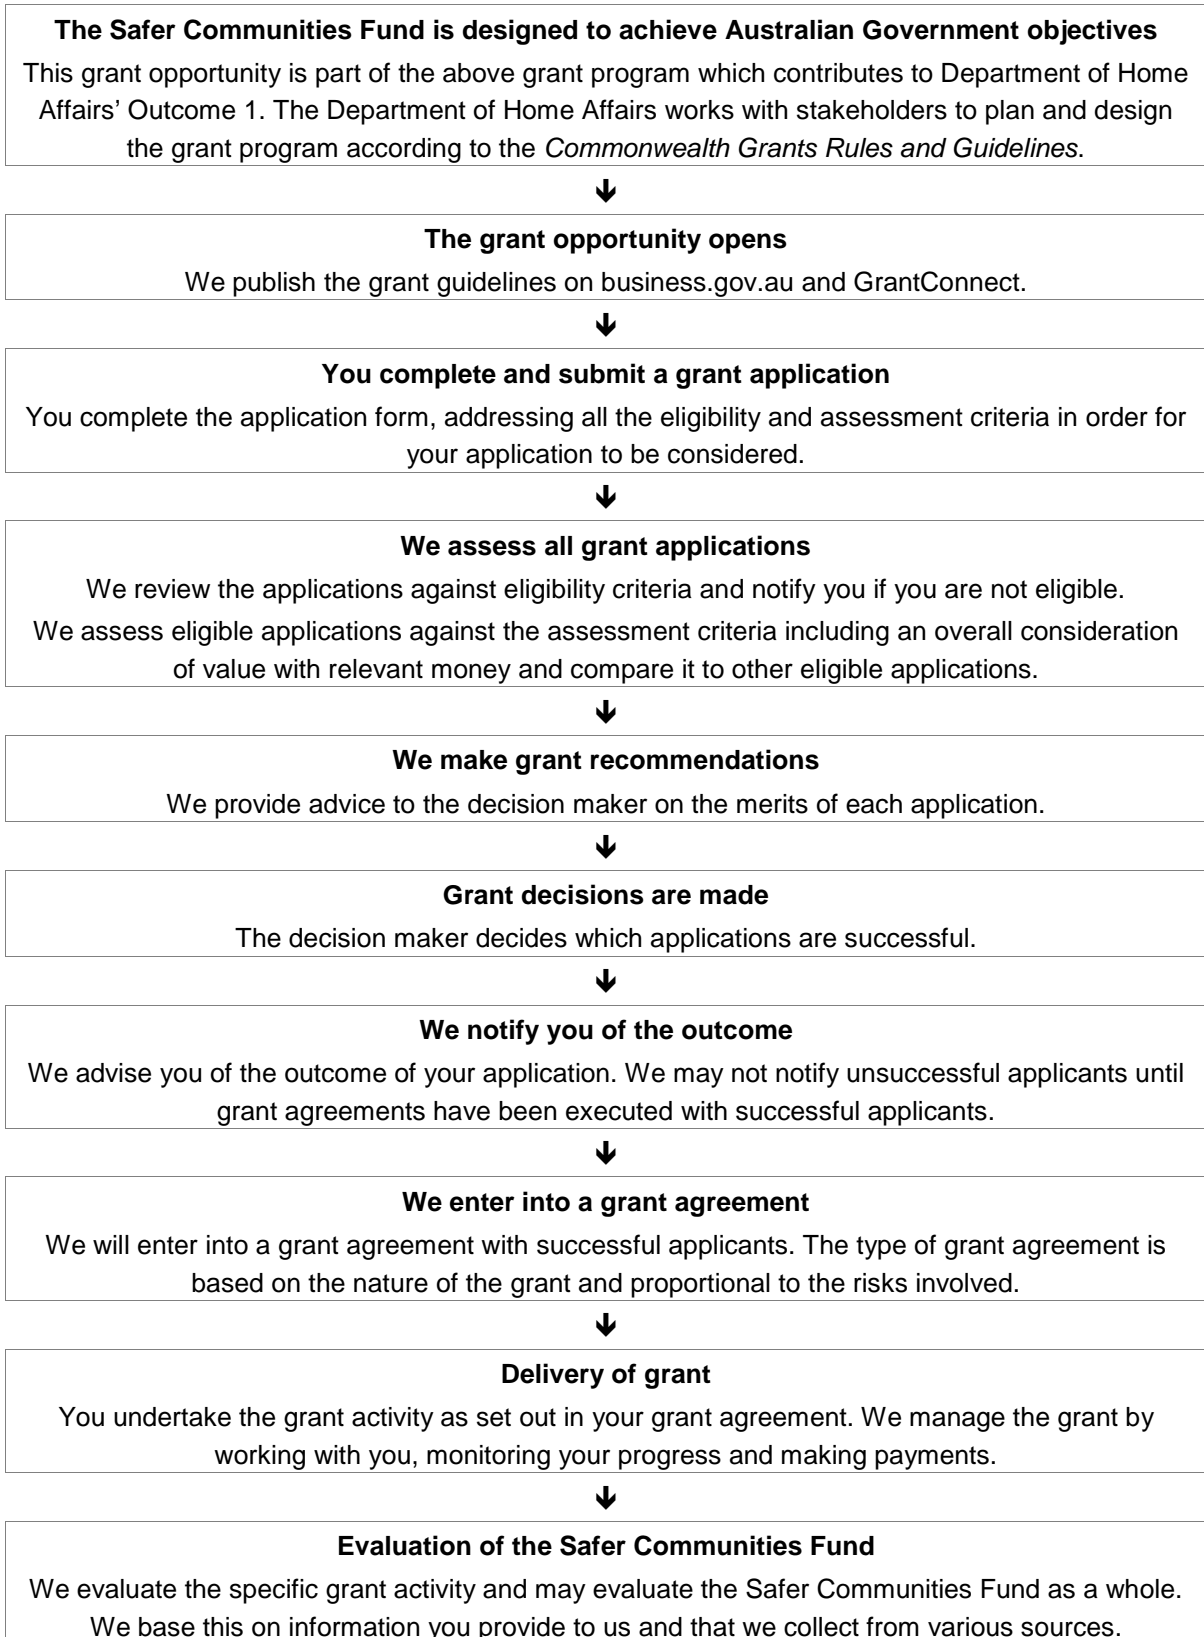 The Safer Communities Fund is designed to achieve Australian Government objectives
This grant opportunity is part of the above grant program which contributes to Department of Home
Affairs’ Outcome 1. The Department of Home Affairs works with stakeholders to plan and design
the grant program according to the Commonwealth Grants Rules and Guidelines.
The grant opportunity opens
We publish the grant guidelines on business.gov.au and GrantConnect.
You complete and submit a grant application
You complete the application form, addressing all the eligibility and assessment criteria in order for
your application to be considered.
We assess all grant applications
We review the applications against eligibility criteria and notify you if you are not eligible.
We assess eligible applications against the assessment criteria including an overall consideration
of value with relevant money and compare it to other eligible applications.
We make grant recommendations
We provide advice to the decision maker on the merits of each application.
Grant decisions are made
The decision maker decides which applications are successful.
We notify you of the outcome
We advise you of the outcome of your application. We may not notify unsuccessful applicants until
grant agreements have been executed with successful applicants.
We enter into a grant agreement
We will enter into a grant agreement with successful applicants. The type of grant agreement is
based on the nature of the grant and proportional to the risks involved.
Delivery of grant
You undertake the grant activity as set out in your grant agreement. We manage the grant by
working with you, monitoring your progress and making payments.
Evaluation of the Safer Communities Fund
We evaluate the specific grant activity and may evaluate the Safer Communities Fund as a whole.
We base this on information you provide to us and that we collect from various sources.